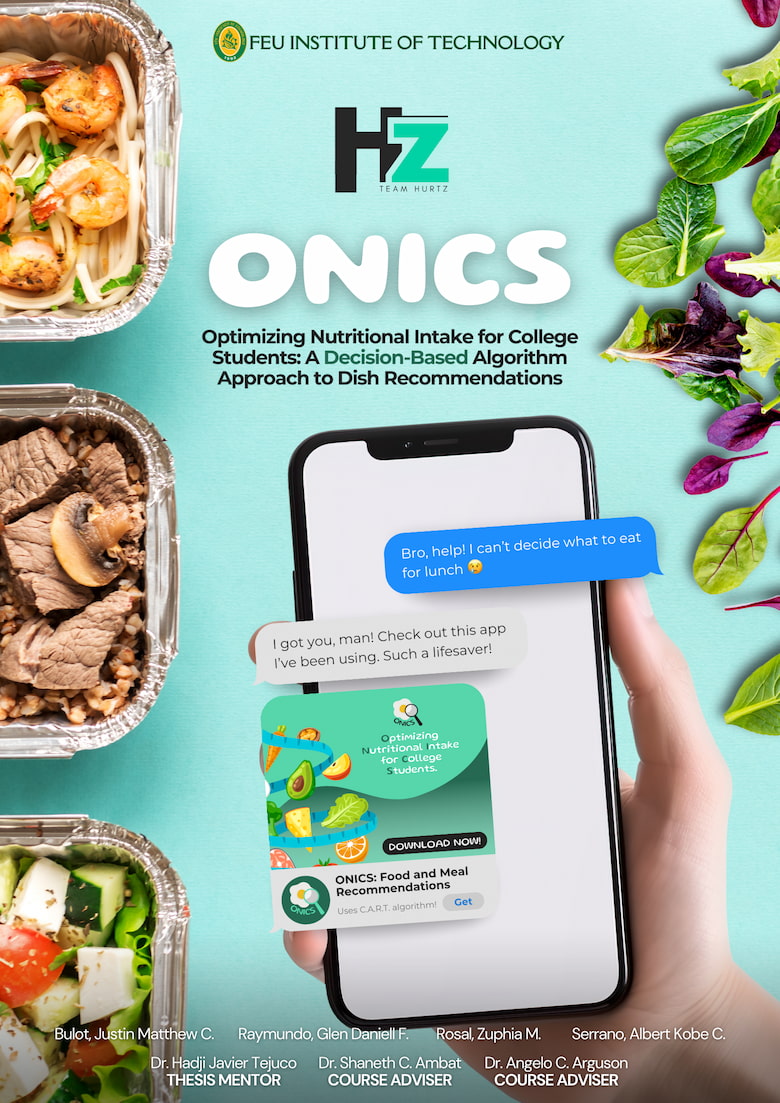 FEU INSTITUTE OF TECHNOLOGY
HZ
TEAM HURTZ
ONICS
Optimizing Nutritional Intake for College
Students: A Decision-Based Algorithm
Approach to Dish Recommendations
Bro, help! I can't decide what to eat
for lunch 😢
I got you, man! Check out this app
I've been using. Such a lifesaver!
ONICS
Optimizing
Nutritional Intake
for College
Students.
DOWNLOAD NOW!
ONICS
ONICS: Food and Meal
Recommendations
Uses C.A.R.T. algorithm!
Get
Bulot, Justin Matthew C. Raymundo, Glen Daniell F. Rosal, Zuphia M. Serrano, Albert Kobe C.
Dr. Hadji Javier Tejuco Dr. Shaneth C. Ambat Dr. Angelo C. Arguson
THESIS MENTOR COURSE ADVISER COURSE ADVISER